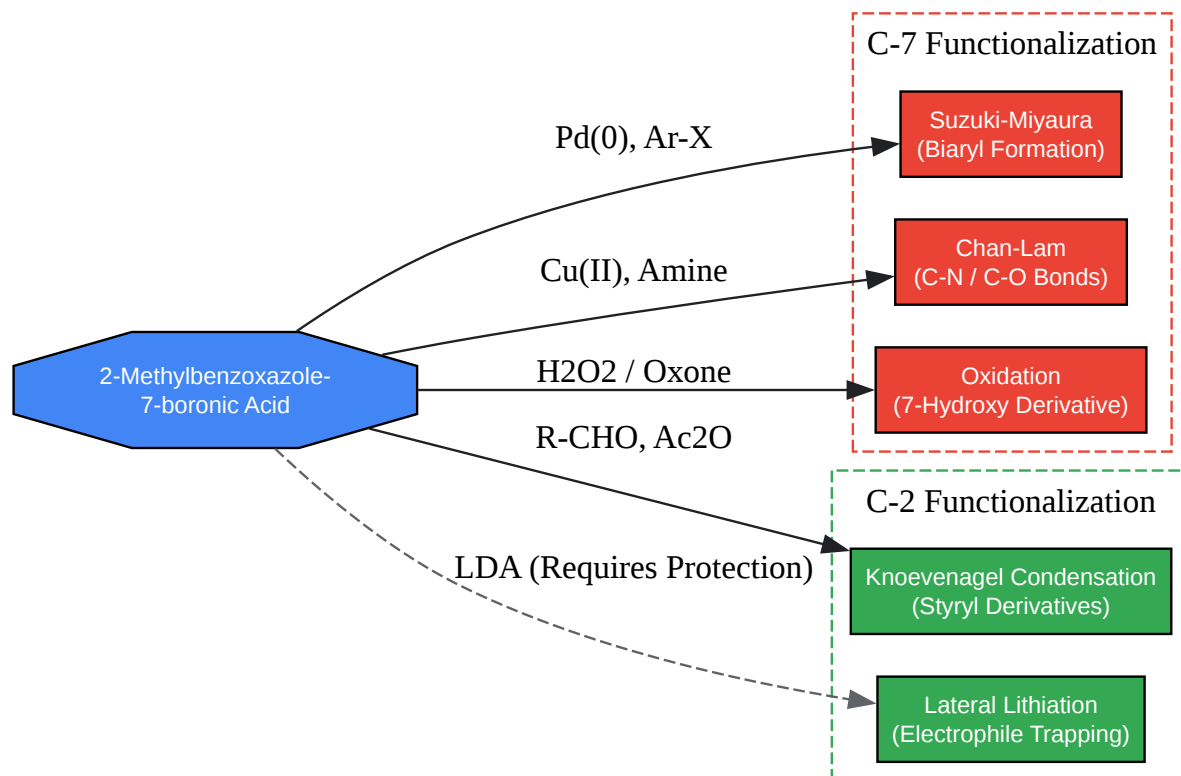 C-7 Functionalization
Pd(0), Ar-X
Suzuki-Miyaura
(Biaryl Formation)
Cu(II), Amine
Chan-Lam
(C-N / C-O Bonds)
2-Methylbenzoxazole-
7-boronic Acid
H2O2 / Oxone
Oxidation
(7-Hydroxy Derivative)
R-CHO, Ac2O
C-2 Functionalization
Knoevenagel Condensation
(Styryl Derivatives)
LDA (Requires Protection)
Lateral Lithiation
(Electrophile Trapping)